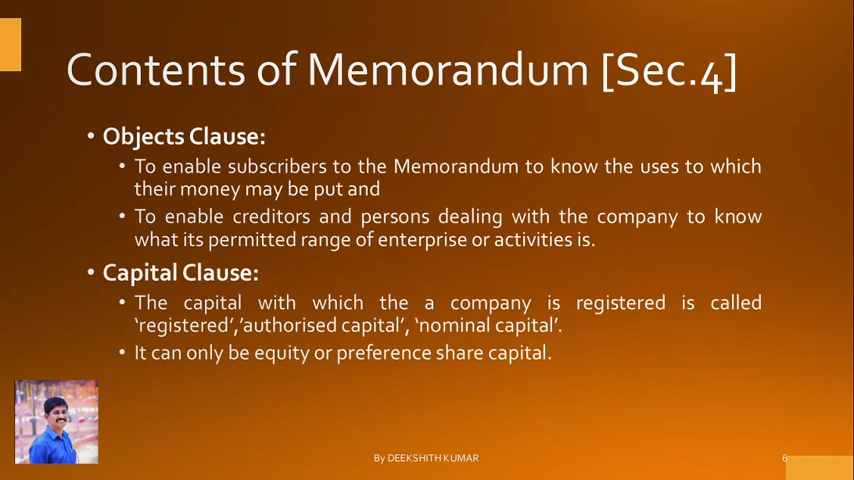 Contents of Memorandum [Sec.4]
• Objects Clause:
• To enable subscribers to the Memorandum to know the uses to which
their money may be put and
• To enable creditors and persons dealing with the company to know
what its permitted range of enterprise or activities is.
• Capital Clause:
• The capital with which the a company is registered is called
‘registered’,’authorised capital’, ‘nominal capital’.
• It can only be equity or preference share capital.
By DEEKSHITH KUMAR
6